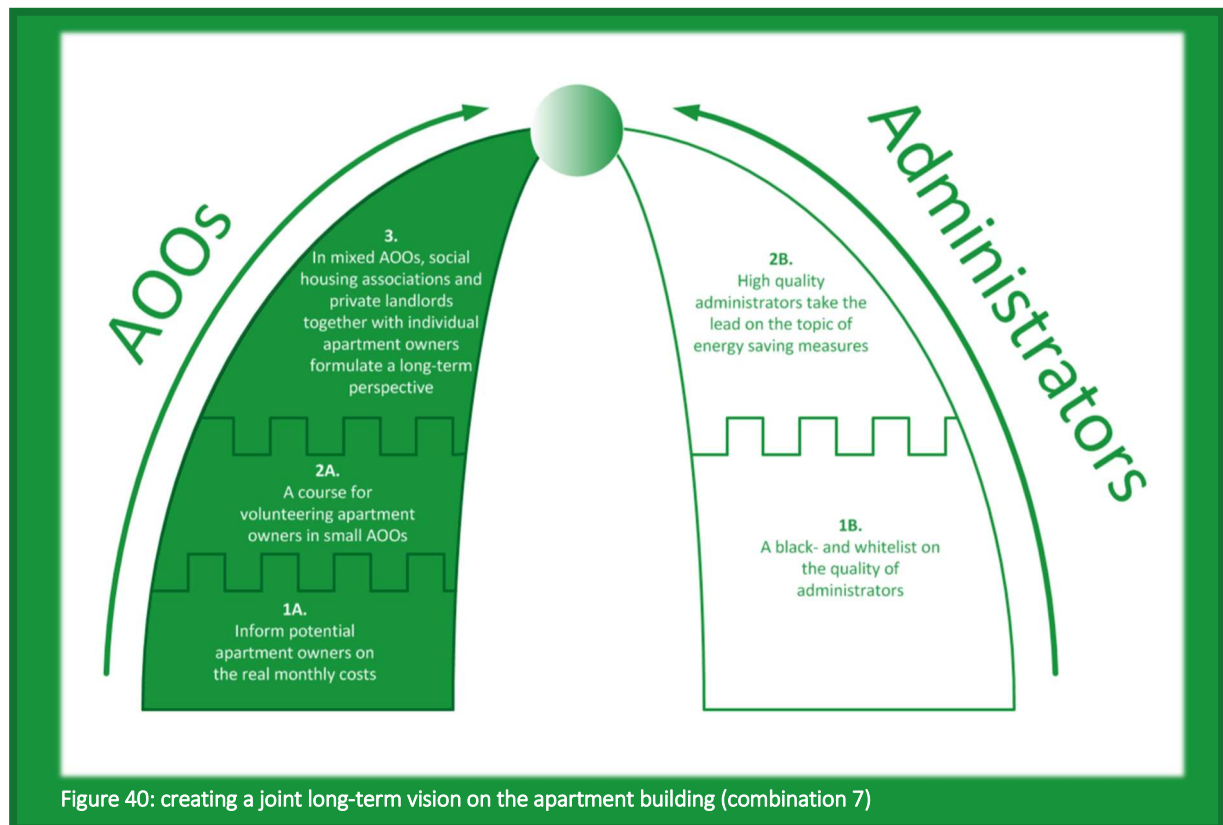 AOOs
Administrators
3.
In mixed AOOs, social
housing associations and
private landlords
together with individual
apartment owners
formulate a long-term
perspective
2A.
A course for
volunteering apartment
owners in small AOOs
1A.
Inform potential
apartment owners on
the real monthly costs
2B.
High quality
administrators take the
lead on the topic of
energy saving measures
1B.
A black- and whitelist on
the quality of
administrators
Figure 40: creating a joint long-term vision on the apartment building (combination 7)